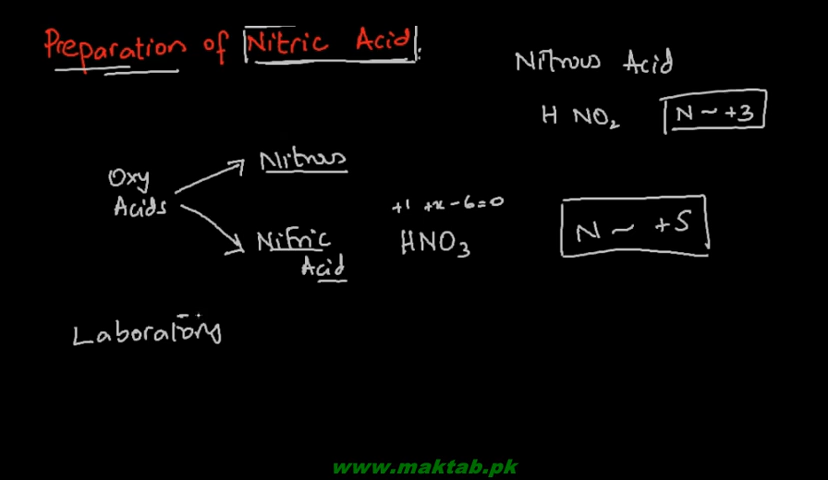 Preparation of Nitric Acid.
Nitrous Acid
H NO₂ N ~ +3
Oxy Acids
Nitrous
Nitric Acid
+1 +x -6=0
HNO₃
N ~ +5
Laboratory
www.maktab.pk